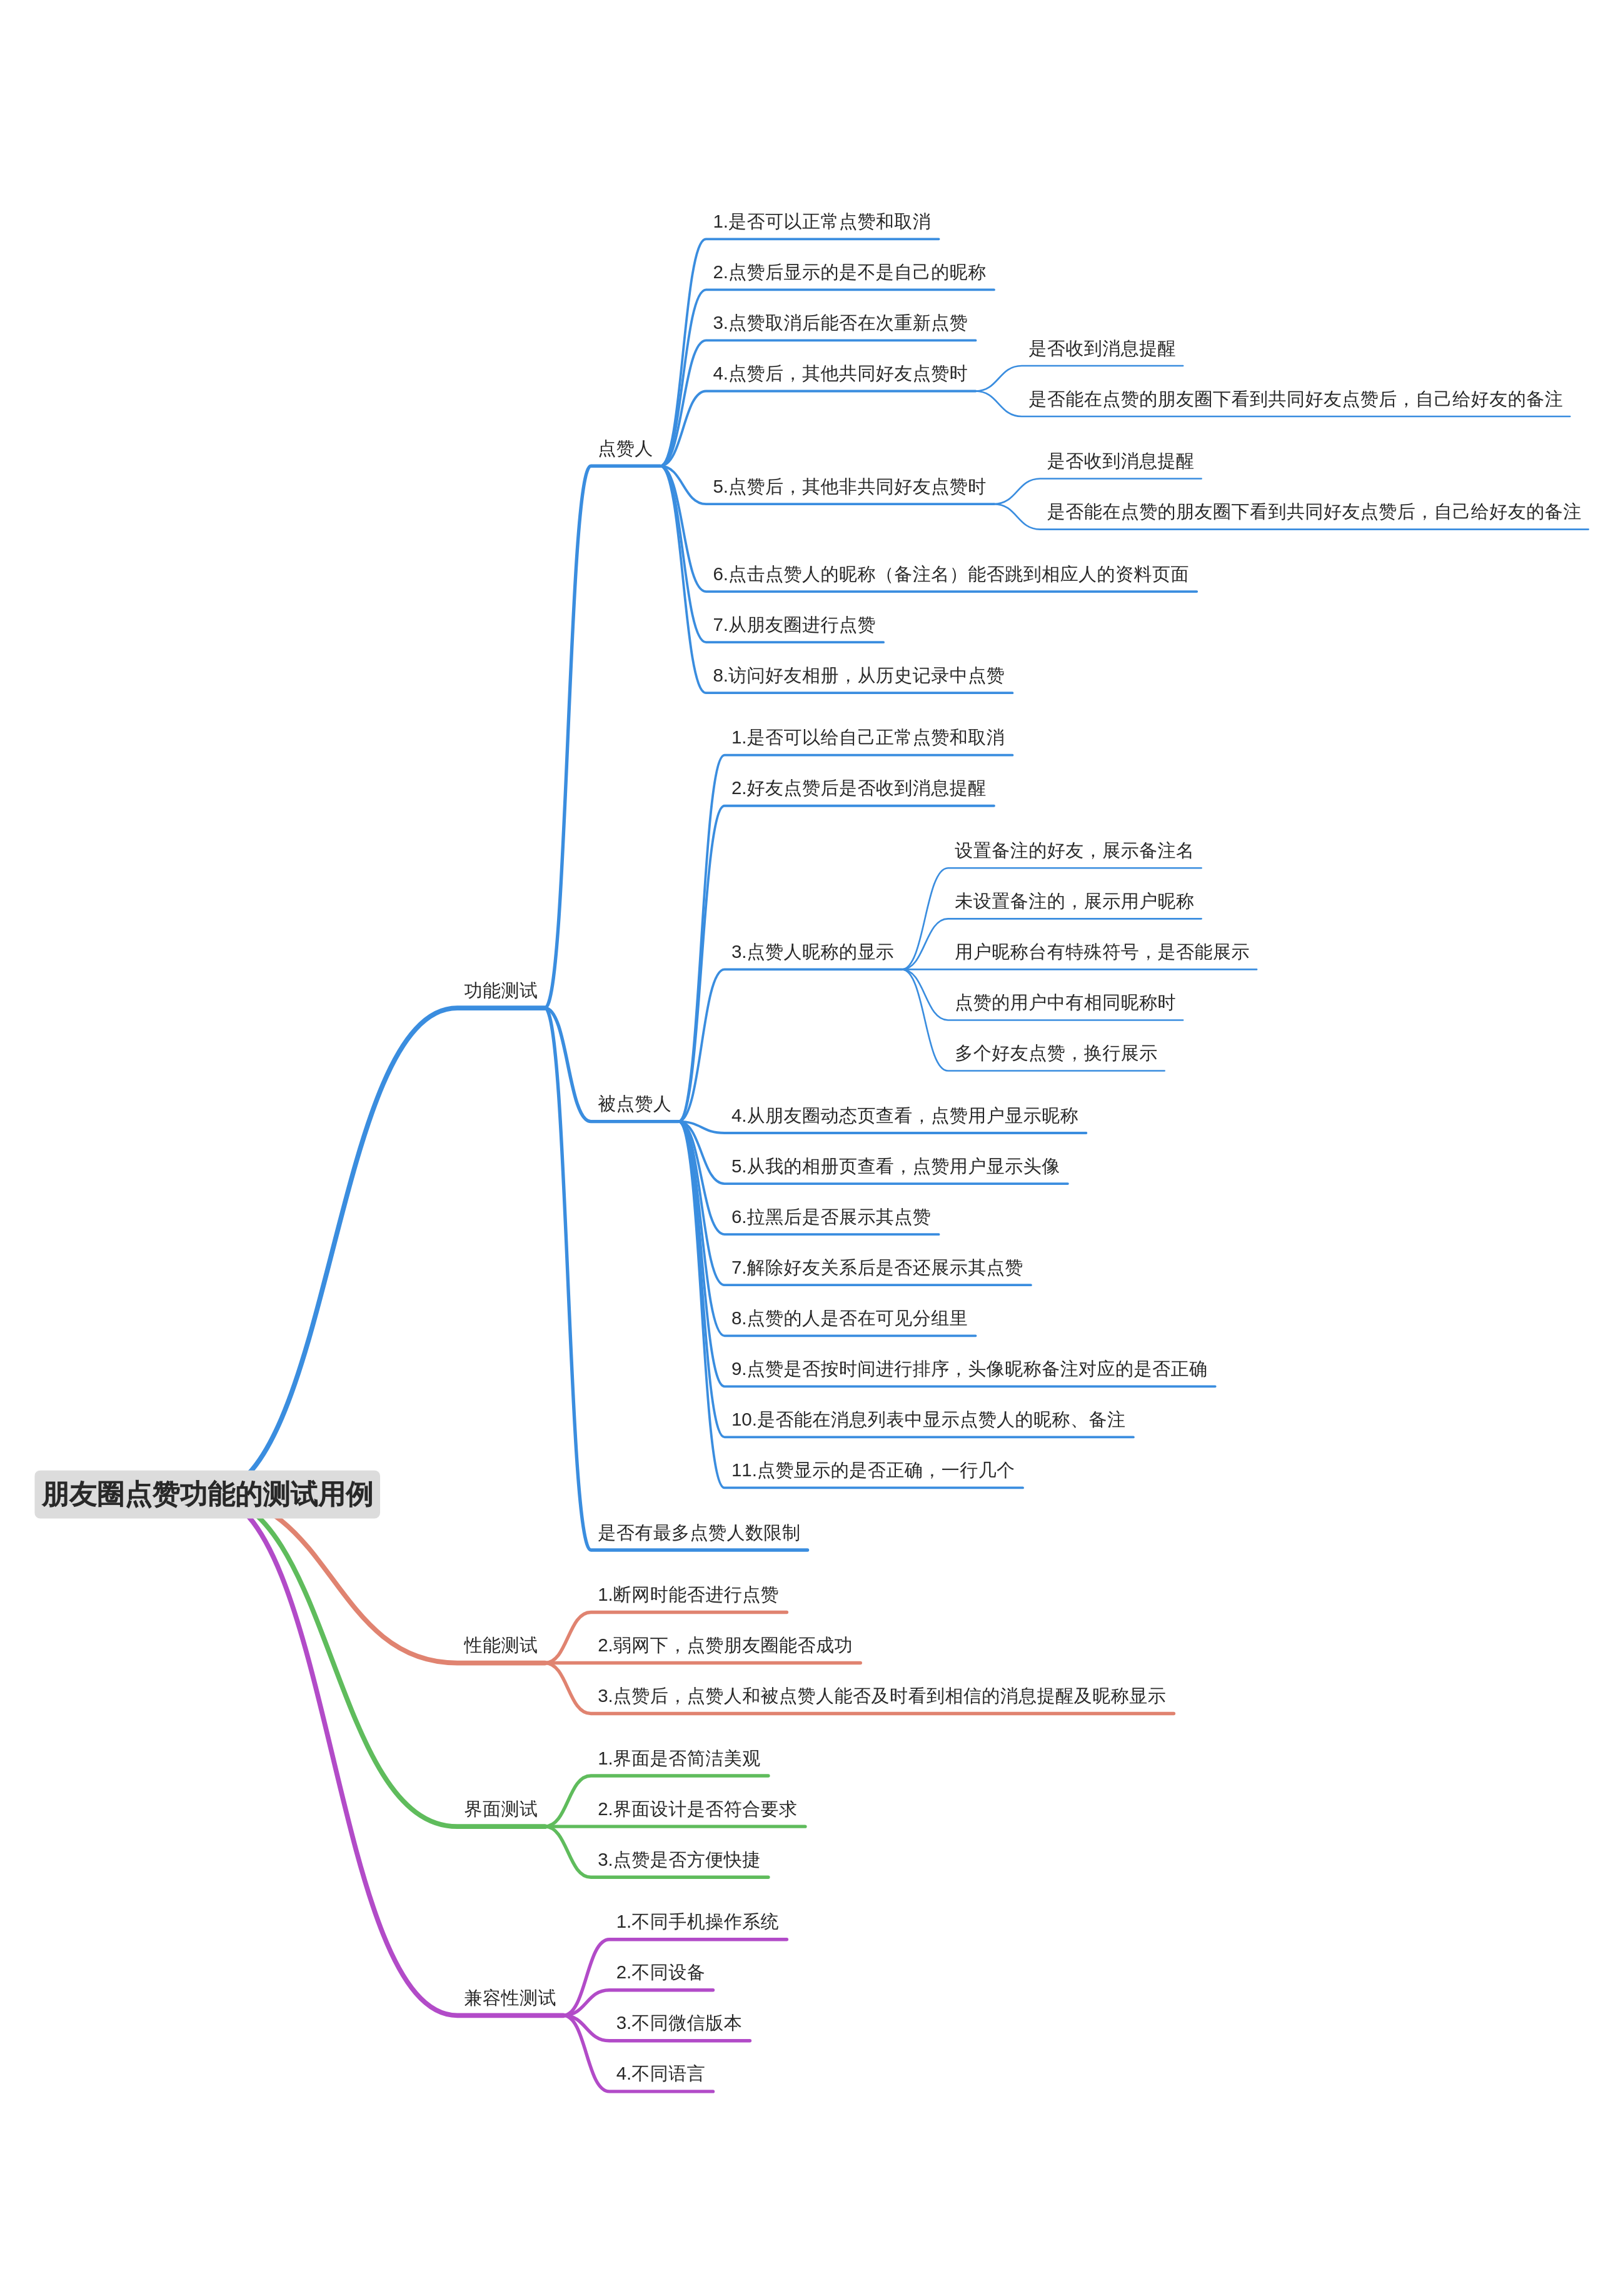 朋友圈点赞功能的测试用例
功能测试
点赞人
1.是否可以正常点赞和取消
2.点赞后显示的是不是自己的昵称
3.点赞取消后能否在次重新点赞
4.点赞后，其他共同好友点赞时
是否收到消息提醒
是否能在点赞的朋友圈下看到共同好友点赞后，自己给好友的备注
5.点赞后，其他非共同好友点赞时
是否收到消息提醒
是否能在点赞的朋友圈下看到共同好友点赞后，自己给好友的备注
6.点击点赞人的昵称（备注名）能否跳到相应人的资料页面
7.从朋友圈进行点赞
8.访问好友相册，从历史记录中点赞
被点赞人
1.是否可以给自己正常点赞和取消
2.好友点赞后是否收到消息提醒
3.点赞人昵称的显示
设置备注的好友，展示备注名
未设置备注的，展示用户昵称
用户昵称台有特殊符号，是否能展示
点赞的用户中有相同昵称时
多个好友点赞，换行展示
4.从朋友圈动态页查看，点赞用户显示昵称
5.从我的相册页查看，点赞用户显示头像
6.拉黑后是否展示其点赞
7.解除好友关系后是否还展示其点赞
8.点赞的人是否在可见分组里
9.点赞是否按时间进行排序，头像昵称备注对应的是否正确
10.是否能在消息列表中显示点赞人的昵称、备注
11.点赞显示的是否正确，一行几个
是否有最多点赞人数限制
性能测试
1.断网时能否进行点赞
2.弱网下，点赞朋友圈能否成功
3.点赞后，点赞人和被点赞人能否及时看到相信的消息提醒及昵称显示
界面测试
1.界面是否简洁美观
2.界面设计是否符合要求
3.点赞是否方便快捷
兼容性测试
1.不同手机操作系统
2.不同设备
3.不同微信版本
4.不同语言